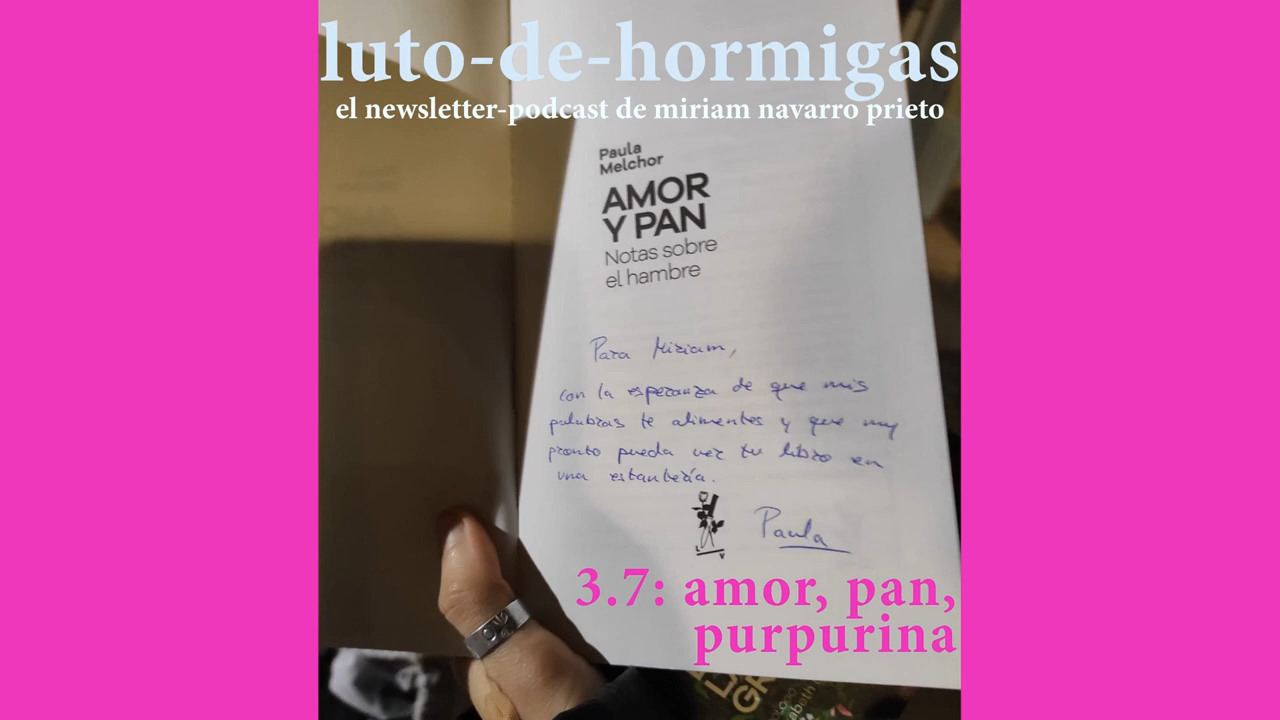 luto-de-hormigas
el newsletter-podcast de miriam navarro prieto
Paula
Melchor
AMOR
Y PAN
Notas sobre
el hambre
Para Miriam,
con la esperanza de que mis
palabras te alimentes y que muy
pronto pueda ver tu libro en
una estantería.
Paula
3.7: amor, pan,
purpurina